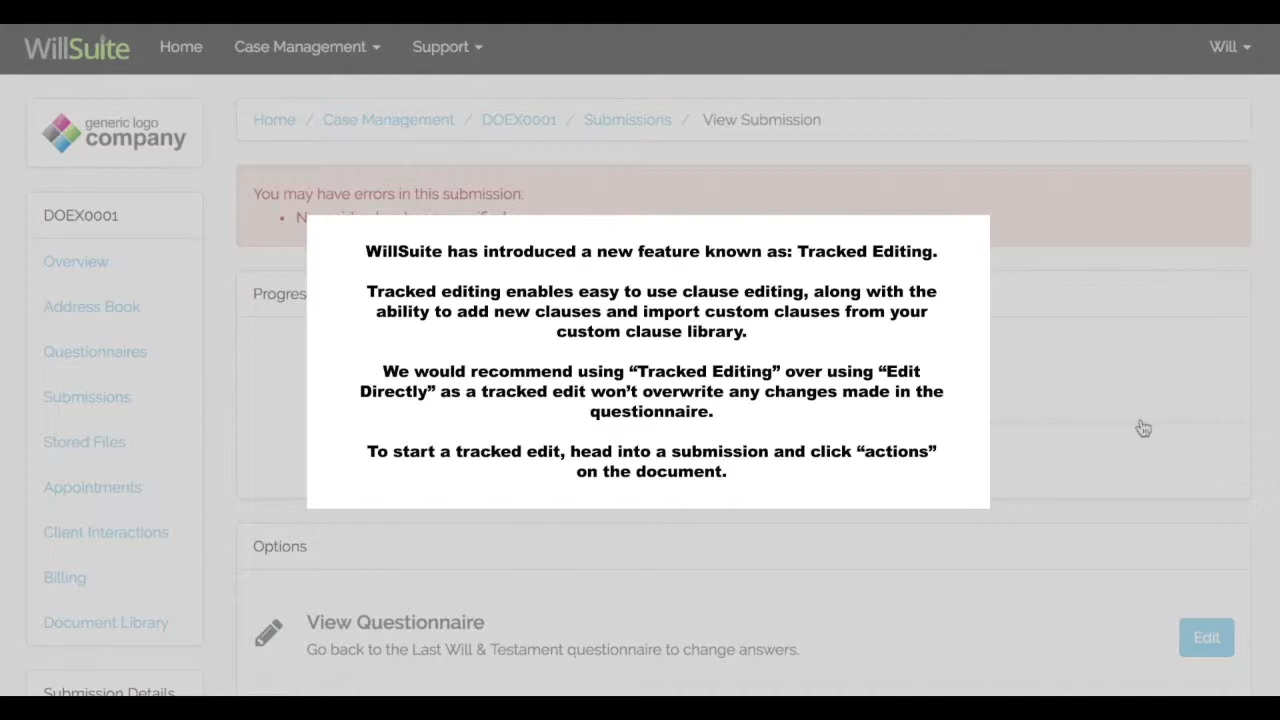 WillSuite Home Case Management Support Will
generic logo
company
Home / Case Management / DOEX0001 / Submissions / View Submission
You may have errors in this submission:
DOEX0001
Overview
Address Book
Questionnaires
Submissions
Stored Files
Appointments
Client Interactions
Billing
Document Library
Submission Details
WillSuite has introduced a new feature known as: Tracked Editing.
Tracked editing enables easy to use clause editing, along with the
ability to add new clauses and import custom clauses from your
custom clause library.
We would recommend using “Tracked Editing” over using “Edit
Directly” as a tracked edit won’t overwrite any changes made in the
questionnaire.
To start a tracked edit, head into a submission and click “actions”
on the document.
Options
View Questionnaire
Go back to the Last Will & Testament questionnaire to change answers.
Edit